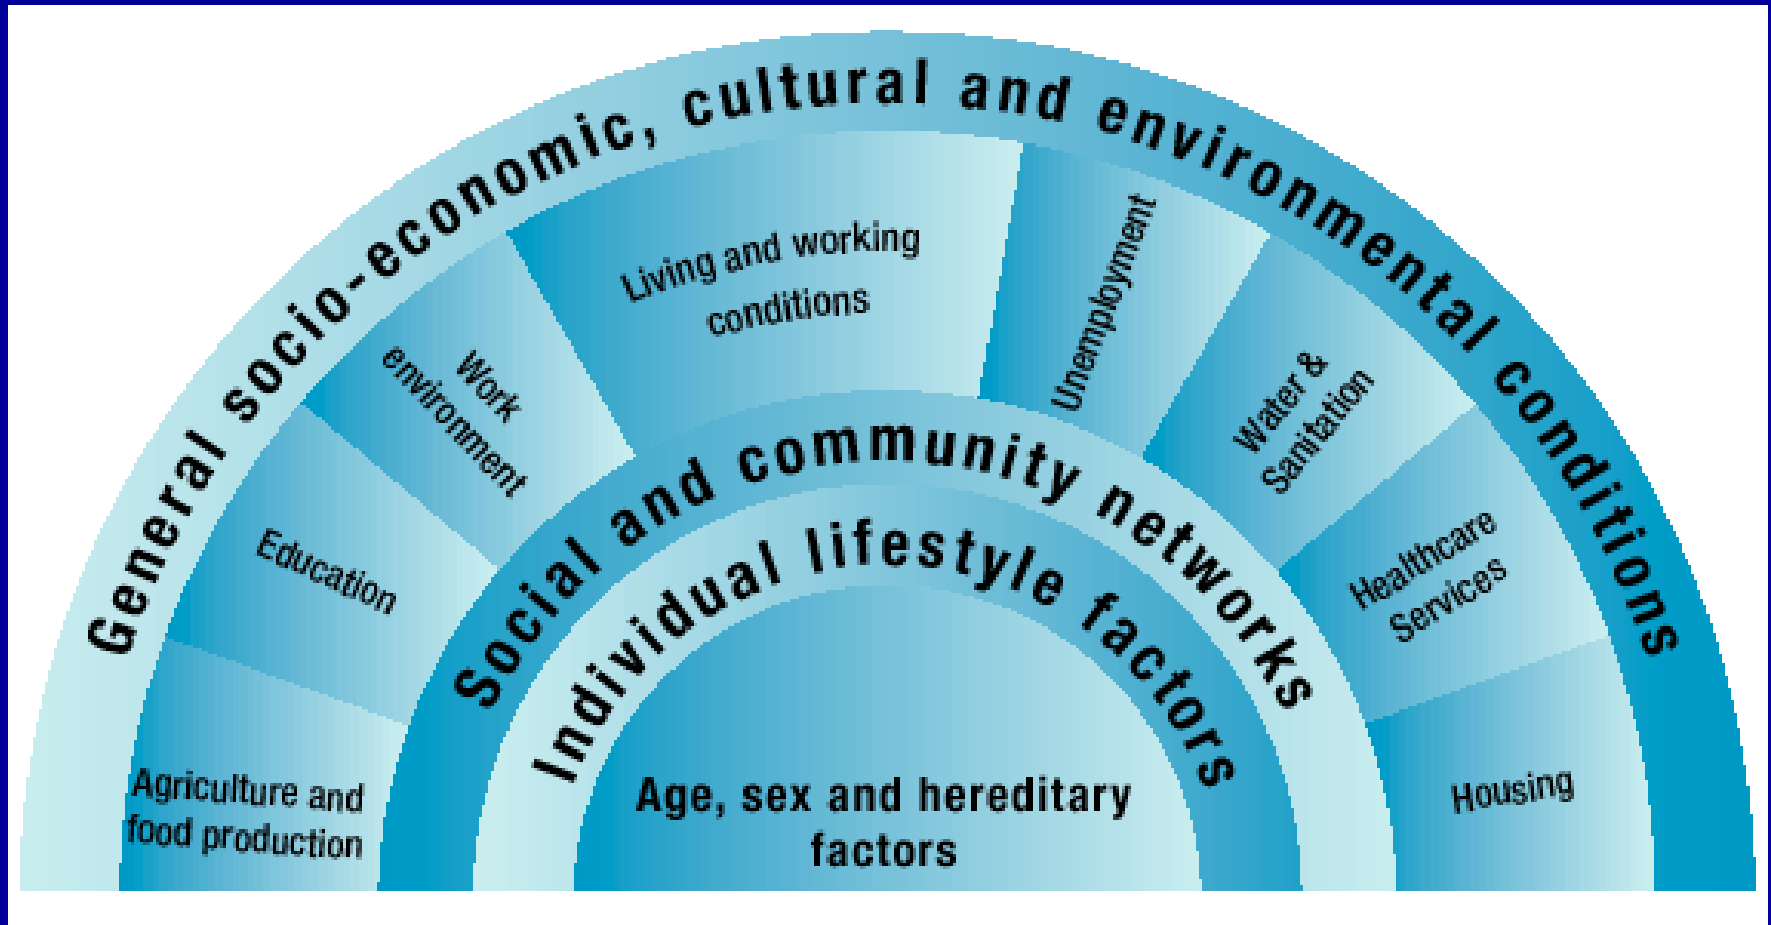 General socio-economic, cultural and environmental conditions
Agriculture and
food production
Education
Work
environment
Living and working
conditions
Unemployment
Water &
Sanitation
Healthcare
Services
Housing
Social and community networks
Individual lifestyle factors
Age, sex and hereditary
factors